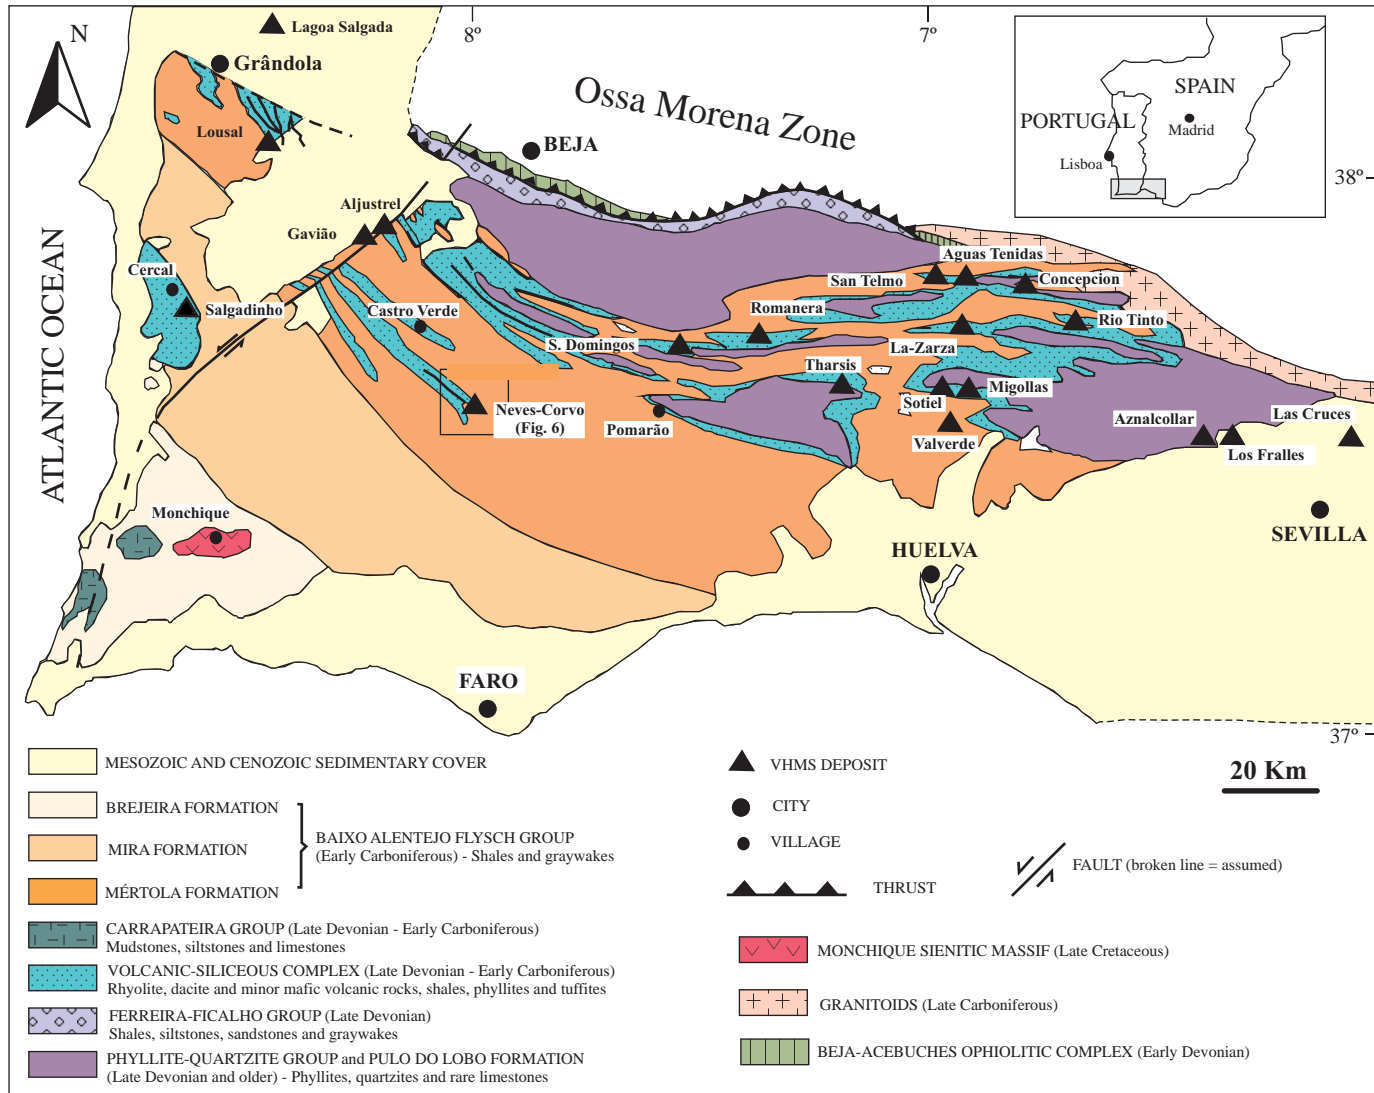 Lagoa Salgada
8º
7º
N
Grândola
SPAIN
Ossa Morena Zone
PORTUGAL
Madrid
Lousal
BEJA
Lisboa
38º
Aljustrel
Gavião
Aguas Tenidas
Cercal
San Telmo
Concepcion
Salgadinho
Castro Verde
Romanera
Rio Tinto
S. Domingos
La-Zarza
Tharsis
Migollas
Sotiel
Neves-Corvo
(Fig. 6)
Pomarão
Valverde
Aznalcollar
Las Cruces
Los Fralles
ATLANTIC OCEAN
Monchique
SEVILLA
HUELVA
FARO
37º
20 Km
MESOZOIC AND CENOZOIC SEDIMENTARY COVER
BREJEIRA FORMATION
MIRA FORMATION
MÉRTOLA FORMATION
BAIXO ALENTEJO FLYSCH GROUP
(Early Carboniferous) - Shales and graywakes
CARRAPATEIRA GROUP (Late Devonian - Early Carboniferous)
Mudstones, siltstones and limestones
VOLCANIC-SILICEOUS COMPLEX (Late Devonian - Early Carboniferous)
Rhyolite, dacite and minor mafic volcanic rocks, shales, phyllites and tuffites
FERREIRA-FICALHO GROUP (Late Devonian)
Shales, siltstones, sandstones and graywakes
PHYLLITE-QUARTZITE GROUP and PULO DO LOBO FORMATION
(Late Devonian and older) - Phyllites, quartzites and rare limestones
VHMS DEPOSIT
CITY
VILLAGE
THRUST
FAULT (broken line = assumed)
MONCHIQUE SIENITIC MASSIF (Late Cretaceous)
GRANITOIDS (Late Carboniferous)
BEJA-ACEBUCHES OPHIOLITIC COMPLEX (Early Devonian)